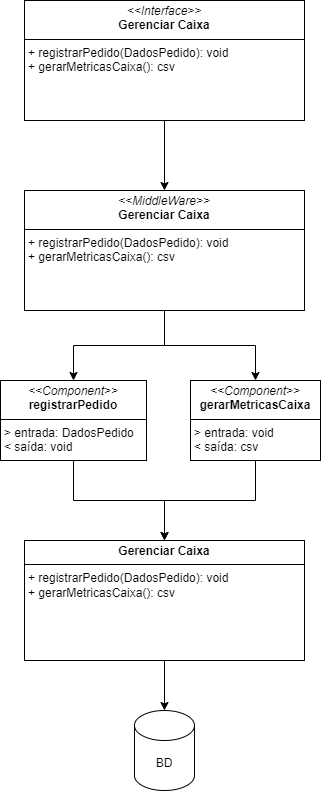 <<Interface>>
Gerenciar Caixa
+ registrarPedido(DadosPedido): void
+ gerarMetricasCaixa(): csv
<<MiddleWare>>
Gerenciar Caixa
+ registrarPedido(DadosPedido): void
+ gerarMetricasCaixa(): csv
<<Component>>
registrarPedido
> entrada: DadosPedido
< saída: void
<<Component>>
gerarMetricasCaixa
> entrada: void
< saída: csv
Gerenciar Caixa
+ registrarPedido(DadosPedido): void
+ gerarMetricasCaixa(): csv
BD